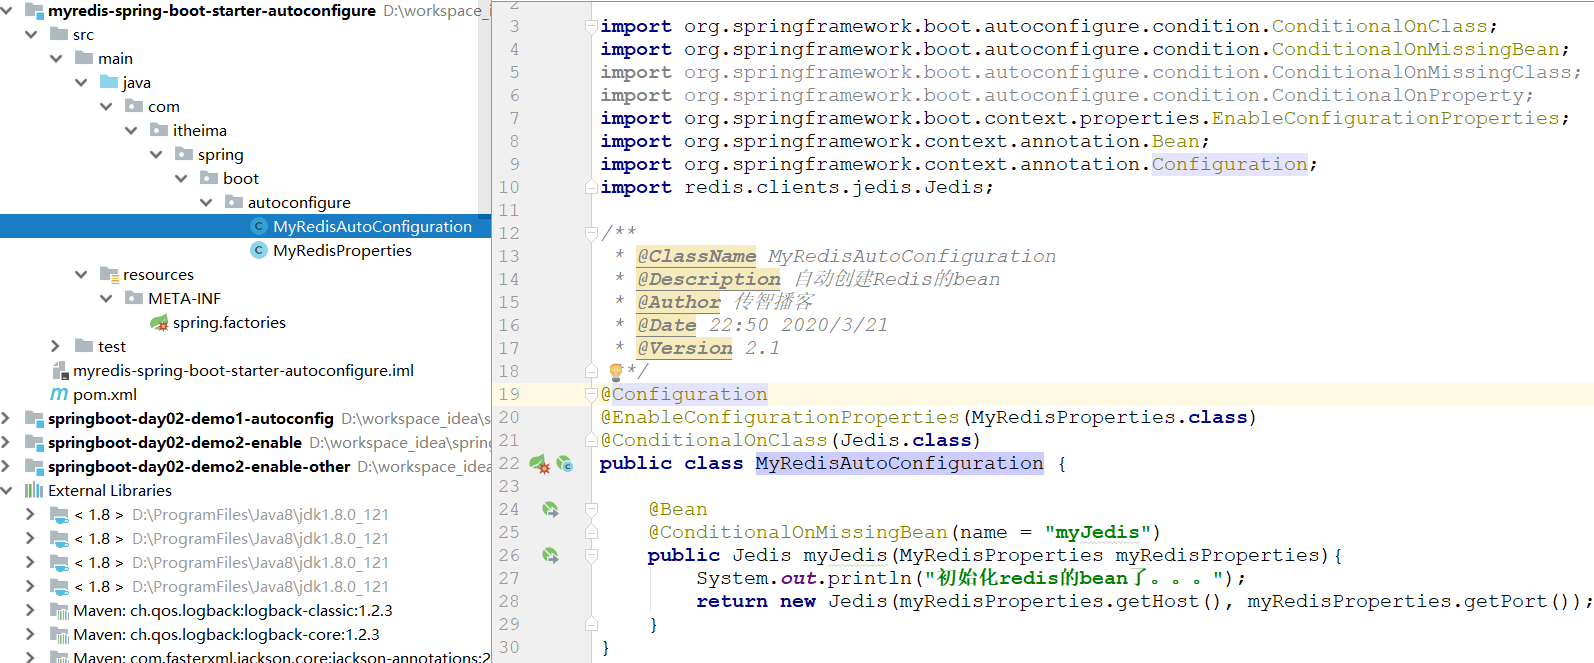 myredis-spring-boot-starter-autoconfigure D:\workspace_i
src
main
java
com
itheima
spring
boot
autoconfigure
MyRedisAutoConfiguration
MyRedisProperties
resources
META-INF
spring.factories
test
myredis-spring-boot-starter-autoconfigure.iml
pom.xml
springboot-day02-demo1-autoconfig D:\workspace_idea\s
springboot-day02-demo2-enable D:\workspace_idea\spring
springboot-day02-demo2-enable-other D:\workspace_idea
External Libraries
< 1.8 > D:\ProgramFiles\Java8\jdk1.8.0_121
< 1.8 > D:\ProgramFiles\Java8\jdk1.8.0_121
< 1.8 > D:\ProgramFiles\Java8\jdk1.8.0_121
< 1.8 > D:\ProgramFiles\Java8\jdk1.8.0_121
Maven: ch.qos.logback:logback-classic:1.2.3
Maven: ch.qos.logback:logback-core:1.2.3
Maven: com.fasterxml.jackson.core:jackson-annotations:2
2
3 import org.springframework.boot.autoconfigure.condition.ConditionalOnClass;
4 import org.springframework.boot.autoconfigure.condition.ConditionalOnMissingBean;
5 import org.springframework.boot.autoconfigure.condition.ConditionalOnMissingClass;
6 import org.springframework.boot.autoconfigure.condition.ConditionalOnProperty;
7 import org.springframework.boot.context.properties.EnableConfigurationProperties;
8 import org.springframework.context.annotation.Bean;
9 import org.springframework.context.annotation.Configuration;
10 import redis.clients.jedis.Jedis;
11
12 /**
13 * @ClassName MyRedisAutoConfiguration
14 * @Description 自动创建Redis的bean
15 * @Author 传智播客
16 * @Date 22:50 2020/3/21
17 * @Version 2.1
18 **/
19 @Configuration
20 @EnableConfigurationProperties(MyRedisProperties.class)
21 @ConditionalOnClass(Jedis.class)
22 public class MyRedisAutoConfiguration {
23
24 @Bean
25 @ConditionalOnMissingBean(name = "myJedis")
26 public Jedis myJedis(MyRedisProperties myRedisProperties){
27 System.out.println("初始化redis的bean了。。。");
28 return new Jedis(myRedisProperties.getHost(), myRedisProperties.getPort());
29 }
30 }